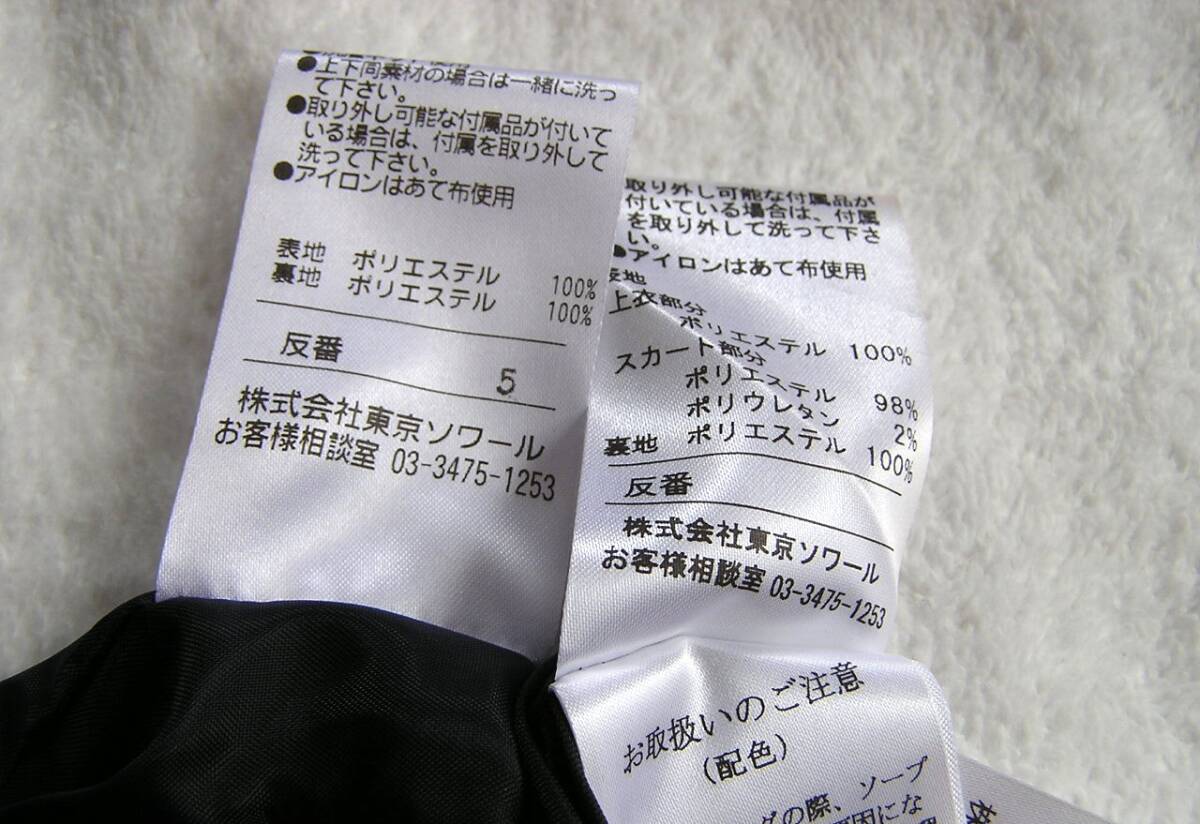 ●上下同素材の場合は一緒に洗っ
て下さい。
●取り外し可能な付属品が付いて
いる場合は、付属を取り外して
洗って下さい。
●アイロンはあて布使用
表地 ポリエステル 100%
裏地 ポリエステル 100%
反番 5
株式会社東京ソワール
お客様相談室 03-3475-1253
取り外し可能な付属品が
付いている場合は、付属
を取り外して洗って下さ
い。
●アイロンはあて布使用
表地
上衣部分
ポリエステル 100%
スカート部分
ポリエステル 98%
ポリウレタン 2%
裏地 ポリエステル 100%
反番
株式会社東京ソワール
お客様相談室 03-3475-1253
お取扱いのご注意
(配色)
グの際、ソープ
原因にな